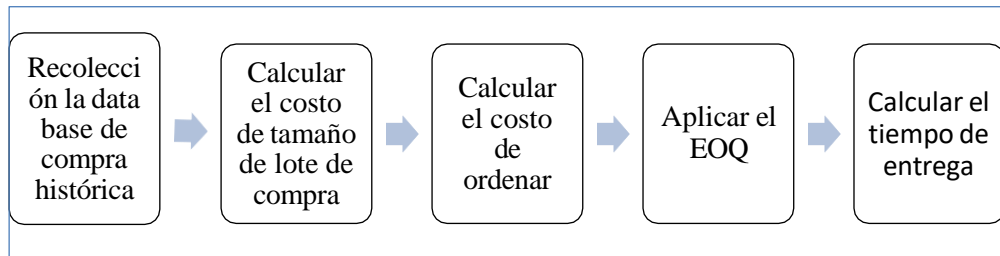 Recolecci
ón la data
base de
compra
histórica
Calcular
el costo
de tamaño
de lote de
compra
Calcular
el costo
de
ordenar
Aplicar el
EOQ
Calcular el
tiempo de
entrega